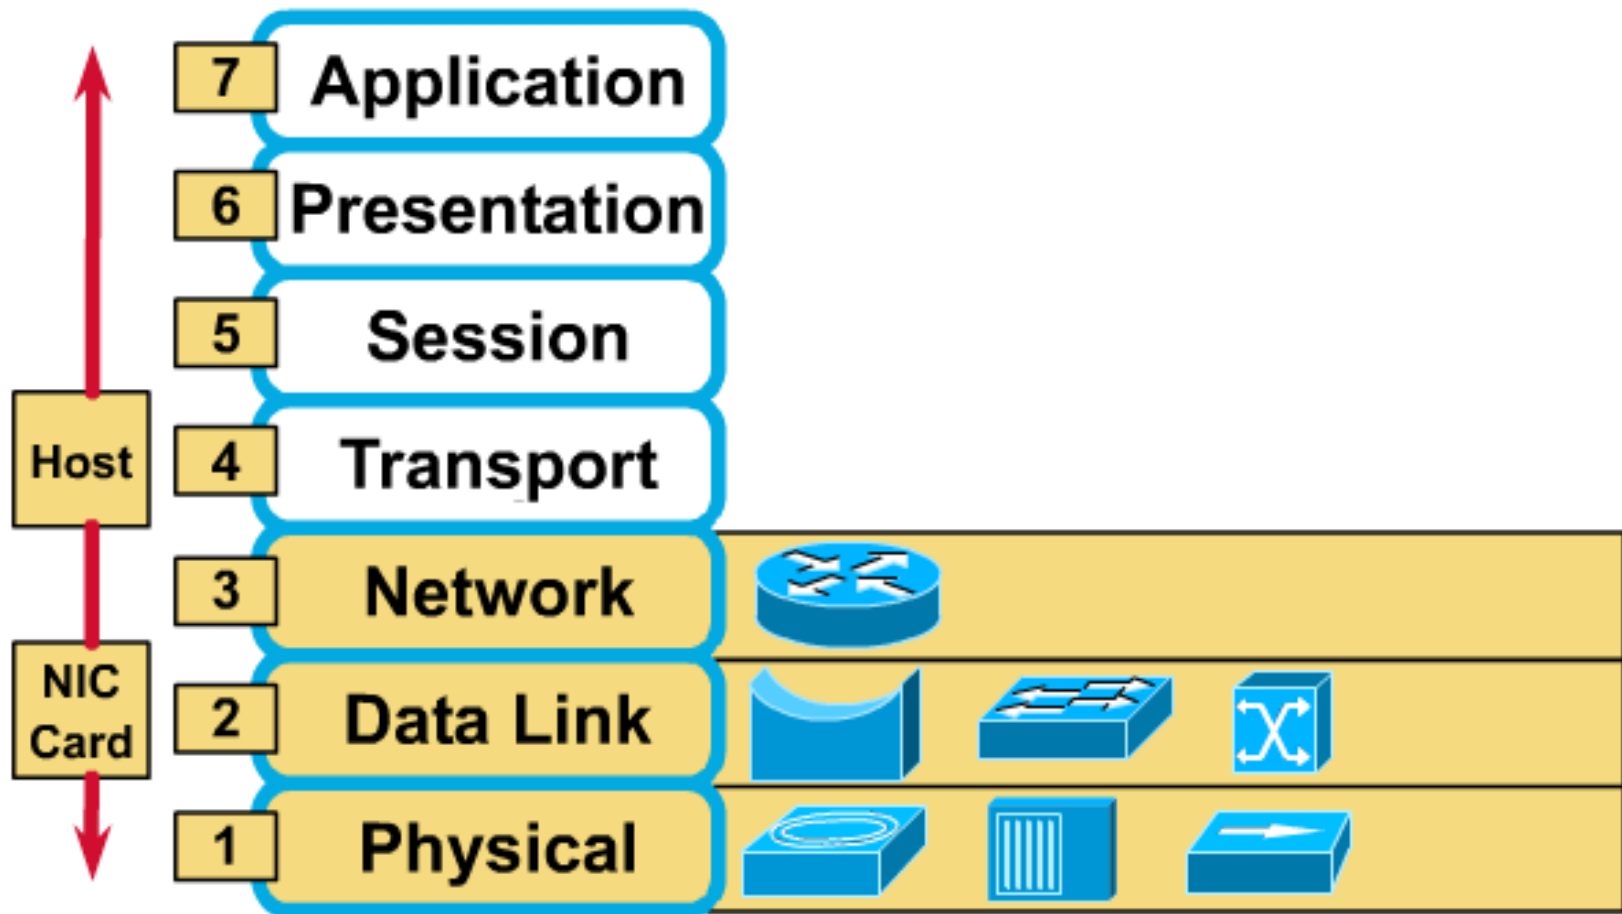 7 Application
6 Presentation
5 Session
Host
4 Transport
3 Network
NIC
Card
2 Data Link
1 Physical